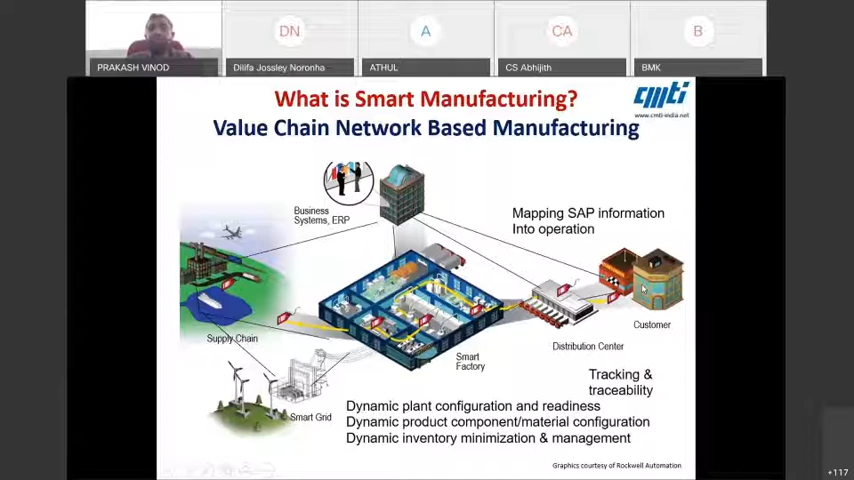 DN
A
CA
B
PRAKASH VINOD
Dilifa Jossley Noronha
ATHUL
CS Abhijith
BMK
What is Smart Manufacturing?
cmti
www.cmti-india.net
Value Chain Network Based Manufacturing
Business
Systems, ERP
Mapping SAP information
Into operation
Customer
Supply Chain
Distribution Center
Smart
Factory
Tracking &
traceability
Smart Grid
Dynamic plant configuration and readiness
Dynamic product component/material configuration
Dynamic inventory minimization & management
Graphics courtesy of Rockwell Automation
+117